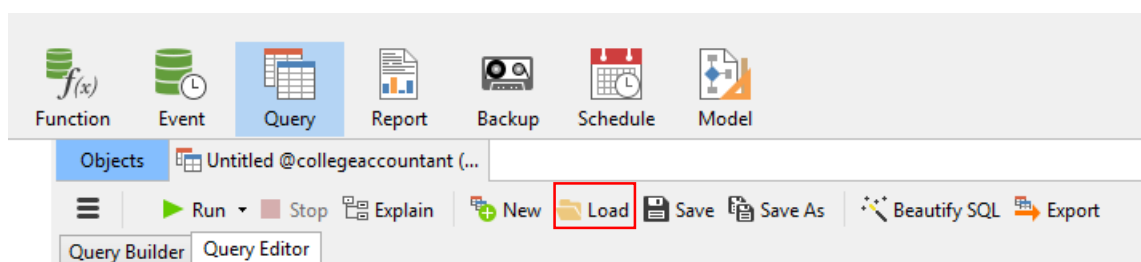 f(x)
Function Event Query Report Backup Schedule Model
Objects Untitled @collegeaccountant (...
Run Stop Explain New Load Save Save As Beautify SQL Export
Query Builder Query Editor